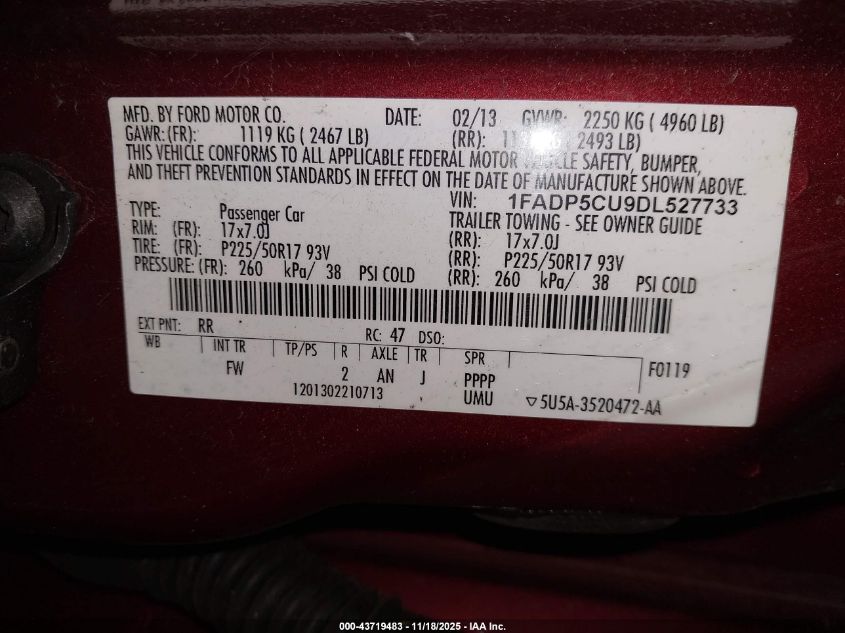 MFD. BY FORD MOTOR CO. DATE: 02/13 GVWR: 2250 KG ( 4960 LB)
GAWR: (FR): 1119 KG ( 2467 LB) (RR): 2493 LB)
THIS VEHICLE CONFORMS TO ALL APPLICABLE FEDERAL MOTOR VEHICLE SAFETY, BUMPER,
AND THEFT PREVENTION STANDARDS IN EFFECT ON THE DATE OF MANUFACTURE SHOWN ABOVE.
VIN: 1FADP5CU9DL527733
TYPE: Passenger Car TRAILER TOWING - SEE OWNER GUIDE
RIM: (FR): 17x7.0J (RR): 17x7.0J
TIRE: (FR): P225/50R17 93V (RR): P225/50R17 93V
PRESSURE: (FR): 260 kPa/ 38 PSI COLD (RR): 260 kPa/ 38 PSI COLD
EXT PNT: RR RC: 47 DSO:
WB INT TR TP/PS R AXLE TR SPR F0119
FW 2 AN J PPPP
1201302210713 UMU ▽5U5A-3520472-AA
000-43719483 - 11/18/2025 - IAA Inc.